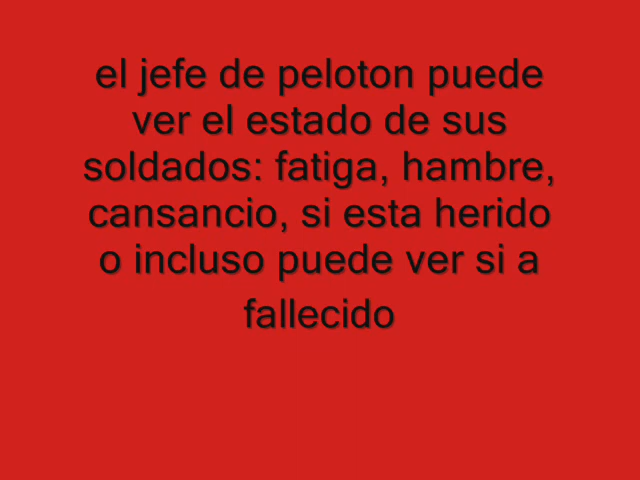 el jefe de peloton puede
ver el estado de sus
soldados: fatiga, hambre,
cansancio, si esta herido
o incluso puede ver si a
fallecido